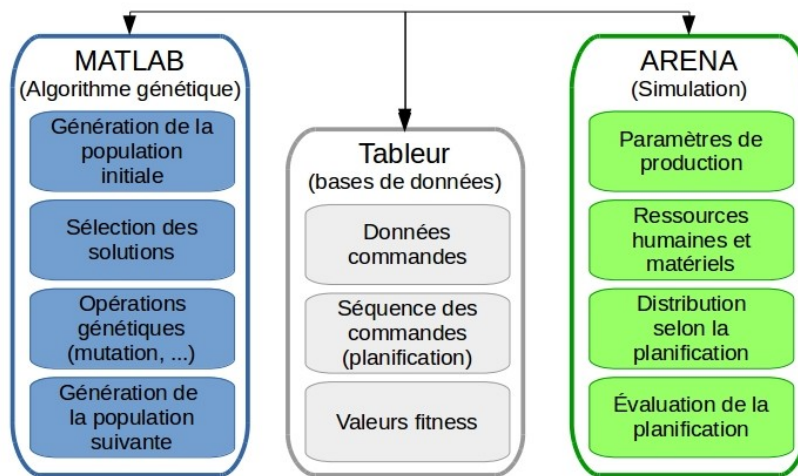 MATLAB
(Algorithme génétique)
Génération de la
population
initiale
Sélection des
solutions
Opérations
génétiques
(mutation, ...)
Génération de
la population
suivante
Tableur
(bases de données)
Données
commandes
Séquence des
commandes
(planification)
Valeurs fitness
ARENA
(Simulation)
Paramètres de
production
Ressources
humaines et
matériels
Distribution
selon la
planification
Évaluation de la
planification